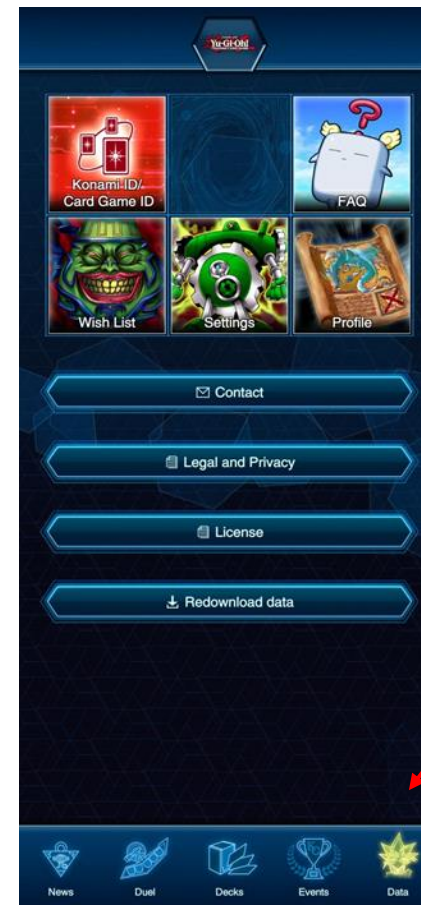 Yu-Gi-Oh!
Konami ID/
Card Game ID
FAQ
Wish List
Settings
Profile
Contact
Legal and Privacy
License
Redownload data
News
Duel
Decks
Events
Data